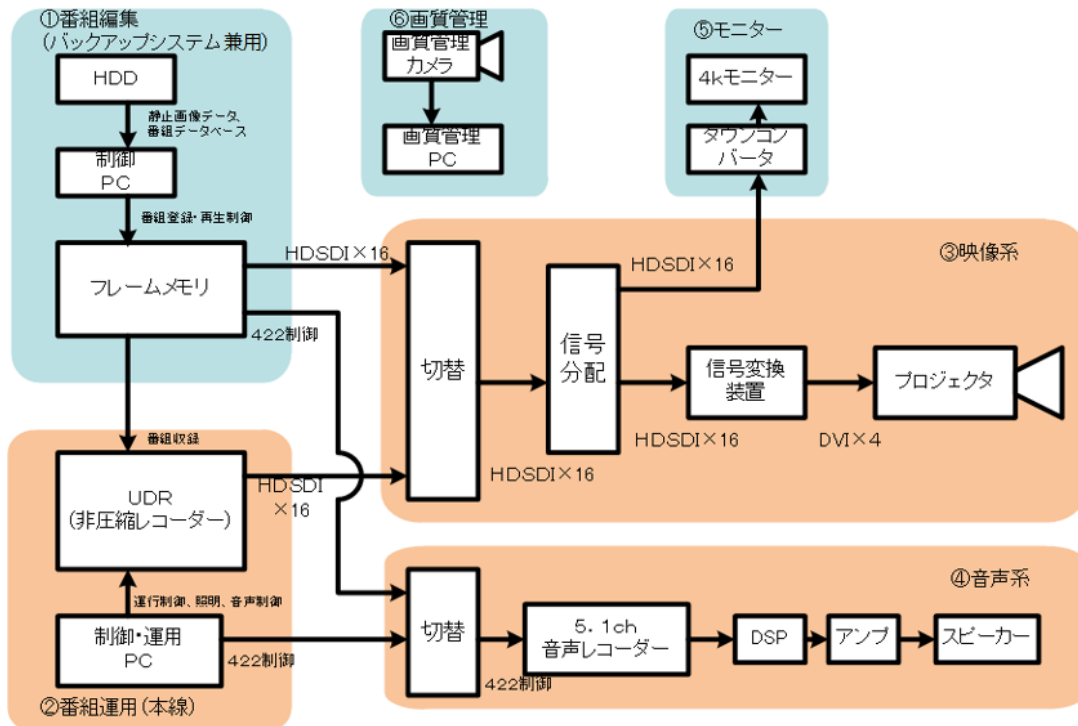 ①番組編集
(バックアップシステム兼用)
HDD
静止画像データ、
番組データベース
制御
PC
番組登録・再生制御
フレームメモリ
422制御
番組収録
UDR
(非圧縮レコーダー)
運行制御、照明、音声制御
制御・運用
PC
422制御
②番組運用(本線)
⑥画質管理
画質管理
カメラ
画質管理
PC
⑤モニター
4kモニター
タウンコン
バータ
③映像系
HDSDI×16
HDSDI
×16
切替
HDSDI×16
信号
分配
HDSDI×16
HDSDI×16
信号変換
装置
DVI×4
プロジェクタ
④音声系
切替
422制御
5.1ch
音声レコーダー
DSP
アンプ
スピーカー